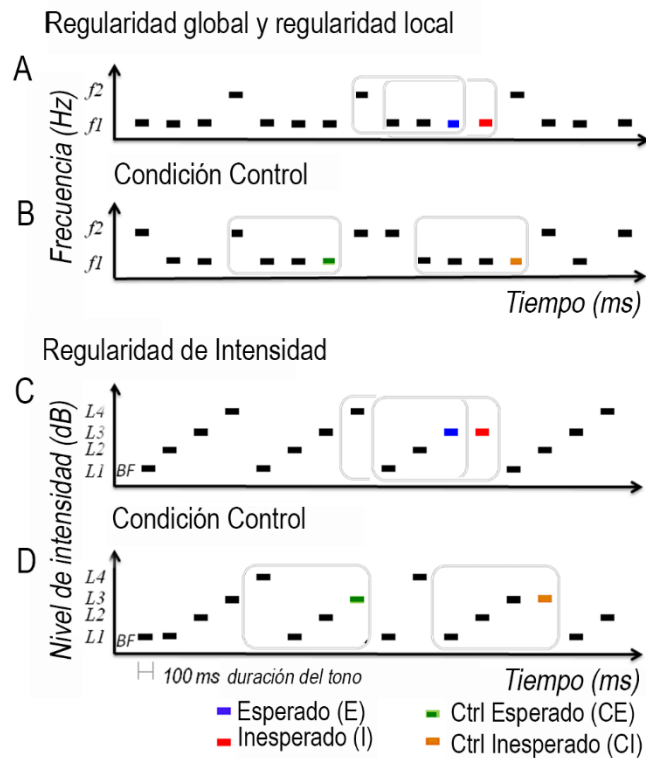 Regularidad global y regularidad local
A
f2
f1
Frecuencia (Hz)
Condición Control
B
f2
f1
Tiempo (ms)
Regularidad de Intensidad
C
L4
L3
L2
L1 BF
Nivel de intensidad (dB)
Condición Control
D
L4
L3
L2
L1 BF
100 ms duración del tono
Tiempo (ms)
Esperado (E)
Ctrl Esperado (CE)
Inesperado (I)
Ctrl Inesperado (CI)